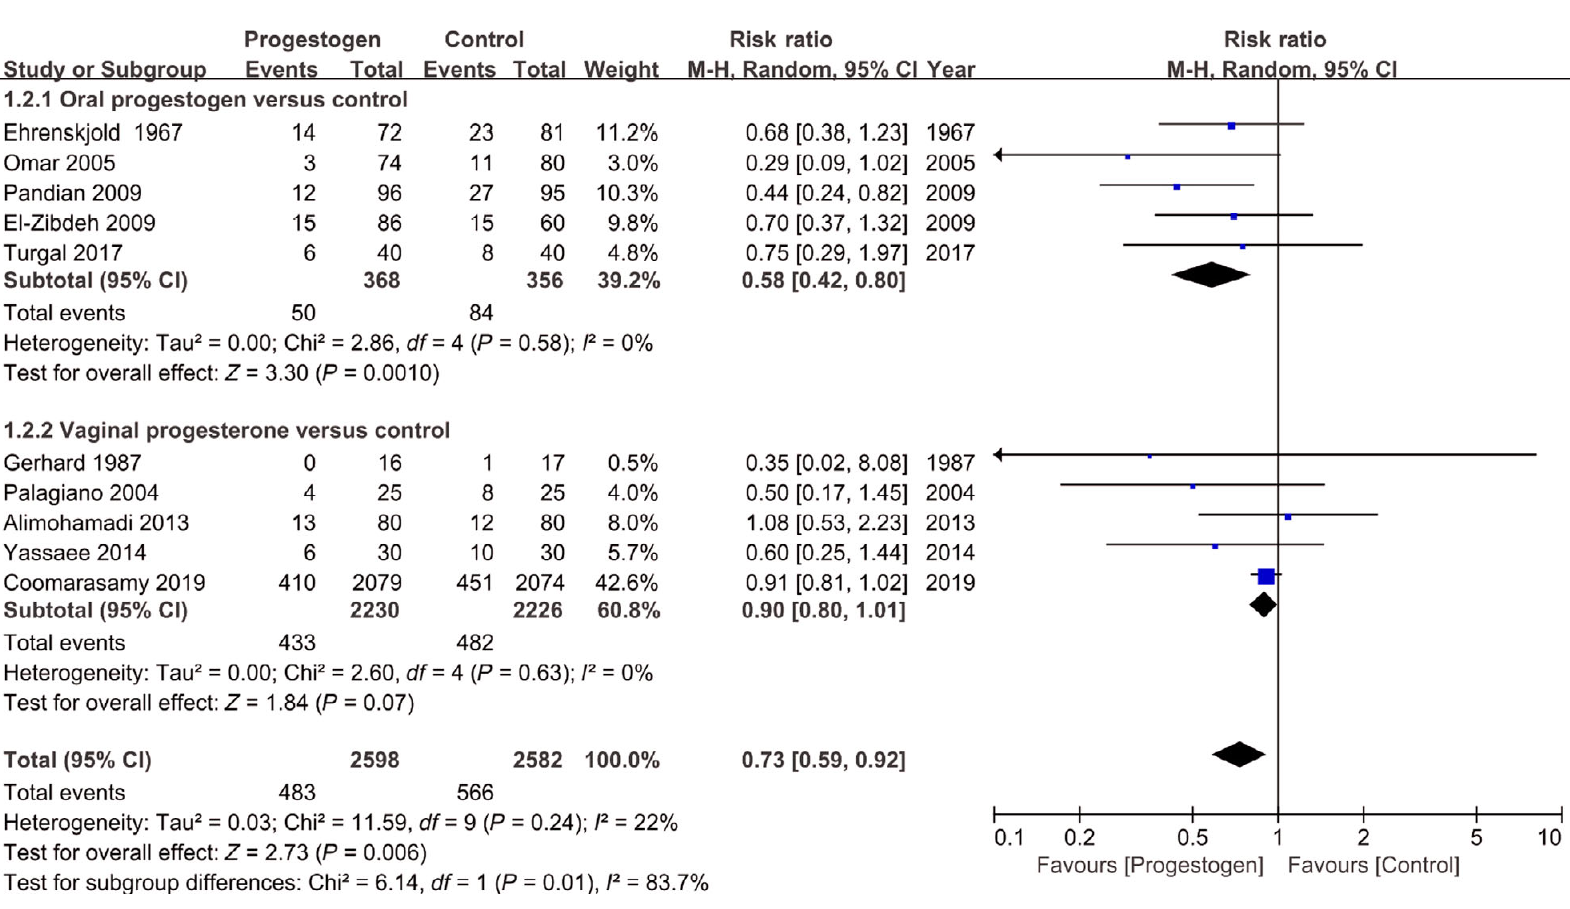 Progestogen Control Risk ratio Risk ratio
Study or Subgroup Events Total Events Total Weight M-H, Random, 95% CI Year M-H, Random, 95% CI
1.2.1 Oral progestogen versus control
Ehrenskjold 1967 14 72 23 81 11.2% 0.68 [0.38, 1.23] 1967
Omar 2005 3 74 11 80 3.0% 0.29 [0.09, 1.02] 2005
Pandian 2009 12 96 27 95 10.3% 0.44 [0.24, 0.82] 2009
El-Zibdeh 2009 15 86 15 60 9.8% 0.70 [0.37, 1.32] 2009
Turgal 2017 6 40 8 40 4.8% 0.75 [0.29, 1.97] 2017
Subtotal (95% CI) 368 356 39.2% 0.58 [0.42, 0.80]
Total events 50 84
Heterogeneity: Tau² = 0.00; Chi² = 2.86, df = 4 (P = 0.58); I² = 0%
Test for overall effect: Z = 3.30 (P = 0.0010)
1.2.2 Vaginal progesterone versus control
Gerhard 1987 0 16 1 17 0.5% 0.35 [0.02, 8.08] 1987
Palagiano 2004 4 25 8 25 4.0% 0.50 [0.17, 1.45] 2004
Alimohamadi 2013 13 80 12 80 8.0% 1.08 [0.53, 2.23] 2013
Yassaee 2014 6 30 10 30 5.7% 0.60 [0.25, 1.44] 2014
Coomarasamy 2019 410 2079 451 2074 42.6% 0.91 [0.81, 1.02] 2019
Subtotal (95% CI) 2230 2226 60.8% 0.90 [0.80, 1.01]
Total events 433 482
Heterogeneity: Tau² = 0.00; Chi² = 2.60, df = 4 (P = 0.63); I² = 0%
Test for overall effect: Z = 1.84 (P = 0.07)
Total (95% CI) 2598 2582 100.0% 0.73 [0.59, 0.92]
Total events 483 566
Heterogeneity: Tau² = 0.03; Chi² = 11.59, df = 9 (P = 0.24); I² = 22%
Test for overall effect: Z = 2.73 (P = 0.006)
Test for subgroup differences: Chi² = 6.14, df = 1 (P = 0.01), I² = 83.7%
0.1 0.2 0.5 1 2 5 10
Favours [Progestogen] Favours [Control]